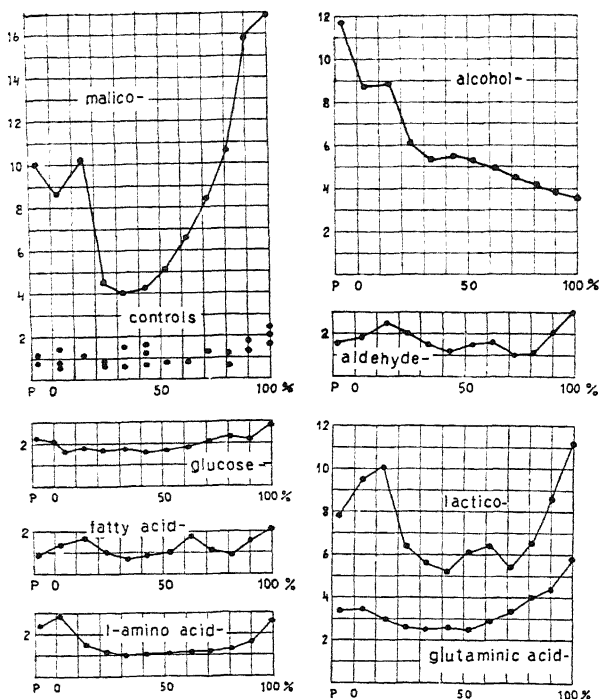 16
14
malico-
12
10
8
6
4
controls
2
P 0 50 100 %
12
alcohol-
10
8
6
4
2
P 0 50 100%
2
aldehyde-
P 0 50 100%
2
glucose-
P 0 50 100%
2
fatty acid-
P 0 50 100%
2
l-amino acid-
P 0 50 100%
12
lactico-
10
8
6
4
2
glutaminic acid-
P 0 50 100%